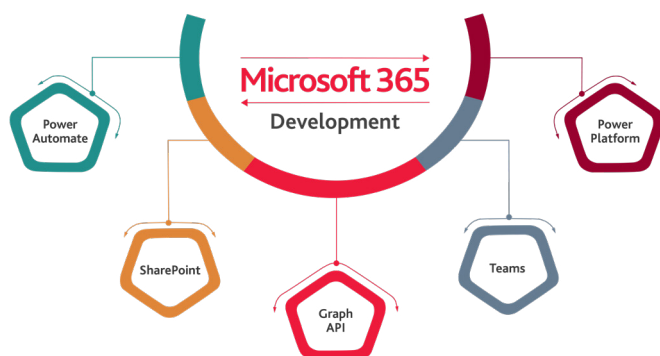 Microsoft 365
Development
Power
Automate
SharePoint
Graph
API
Teams
Power
Platform